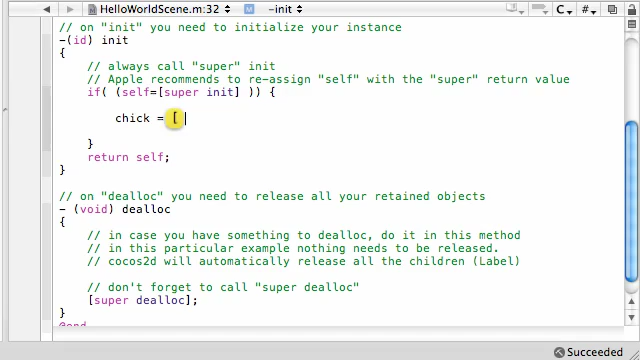 HelloWorldScene.m:32 -init C #
// on "init" you need to initialize your instance
-(id) init
{
// always call "super" init
// Apple recommends to re-assign "self" with the "super" return value
if( (self=[super init] )) {
chick = [
}
return self;
}
// on "dealloc" you need to release all your retained objects
- (void) dealloc
{
// in case you have something to dealloc, do it in this method
// in this particular example nothing needs to be released.
// cocos2d will automatically release all the children (Label)
// don't forget to call "super dealloc"
[super dealloc];
}
@end
Succeeded